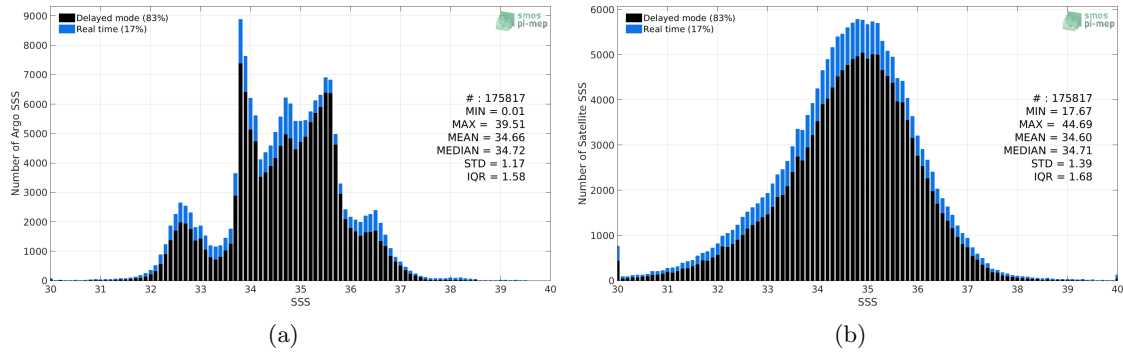 Delayed mode (83%)
Real time (17%)
smos
pi-mep
9000
8000
7000
6000
5000
4000
3000
2000
1000
0
Number of Argo SSS
# : 175817
MIN = 0.01
MAX = 39.51
MEAN = 34.66
MEDIAN = 34.72
STD = 1.17
IQR = 1.58
30 31 32 33 34 35 36 37 38 39 40
SSS
(a)
Delayed mode (83%)
Real time (17%)
smos
pi-mep
6000
5000
4000
3000
2000
1000
0
Number of Satellite SSS
# : 175817
MIN = 17.67
MAX = 44.69
MEAN = 34.60
MEDIAN = 34.71
STD = 1.39
IQR = 1.68
30 31 32 33 34 35 36 37 38 39 40
SSS
(b)